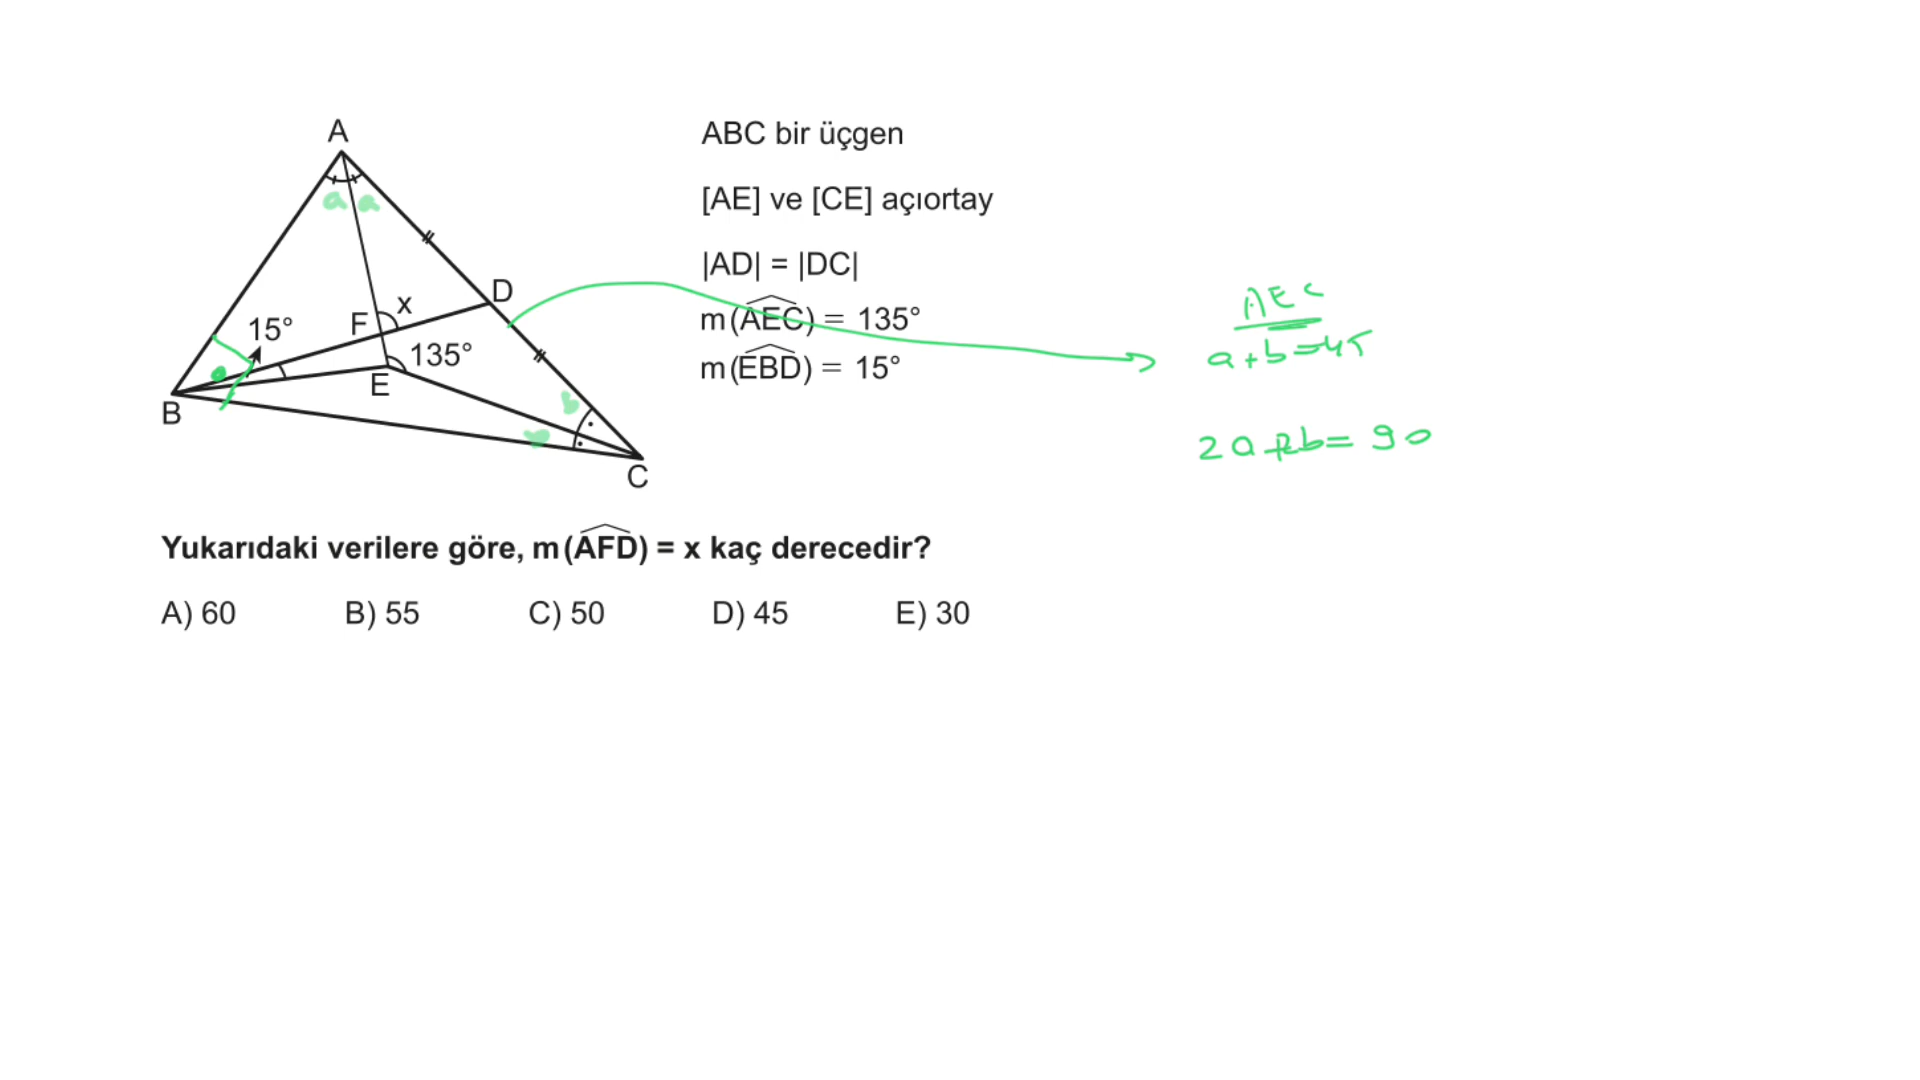 A
a a
D
x
F
15°
135°
E
B
b
C
ABC bir üçgen
[AE] ve [CE] açıortay
|AD| = |DC|
m(AEC) = 135°
m(EBD) = 15°
AEC
a+b=45
2a+2b=90
Yukarıdaki verilere göre, m(AFD) = x kaç derecedir?
A) 60 B) 55 C) 50 D) 45 E) 30